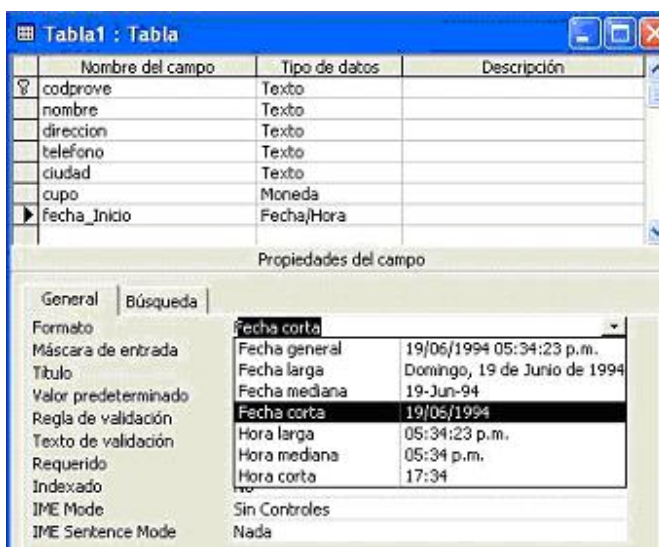 Tabla1 : Tabla
Nombre del campo Tipo de datos Descripción
codprove Texto
nombre Texto
direccion Texto
telefono Texto
ciudad Texto
cupo Moneda
fecha_Inicio Fecha/Hora
Propiedades del campo
General Búsqueda
Formato Fecha corta
Máscara de entrada Fecha general 19/06/1994 05:34:23 p.m.
Título Fecha larga Domingo, 19 de Junio de 1994
Valor predeterminado Fecha mediana 19-Jun-94
Regla de validación Fecha corta 19/06/1994
Texto de validación Hora larga 05:34:23 p.m.
Requerido Hora mediana 05:34 p.m.
Indexado Hora corta 17:34
IME Mode Sin Controles
IME Sentence Mode Nada